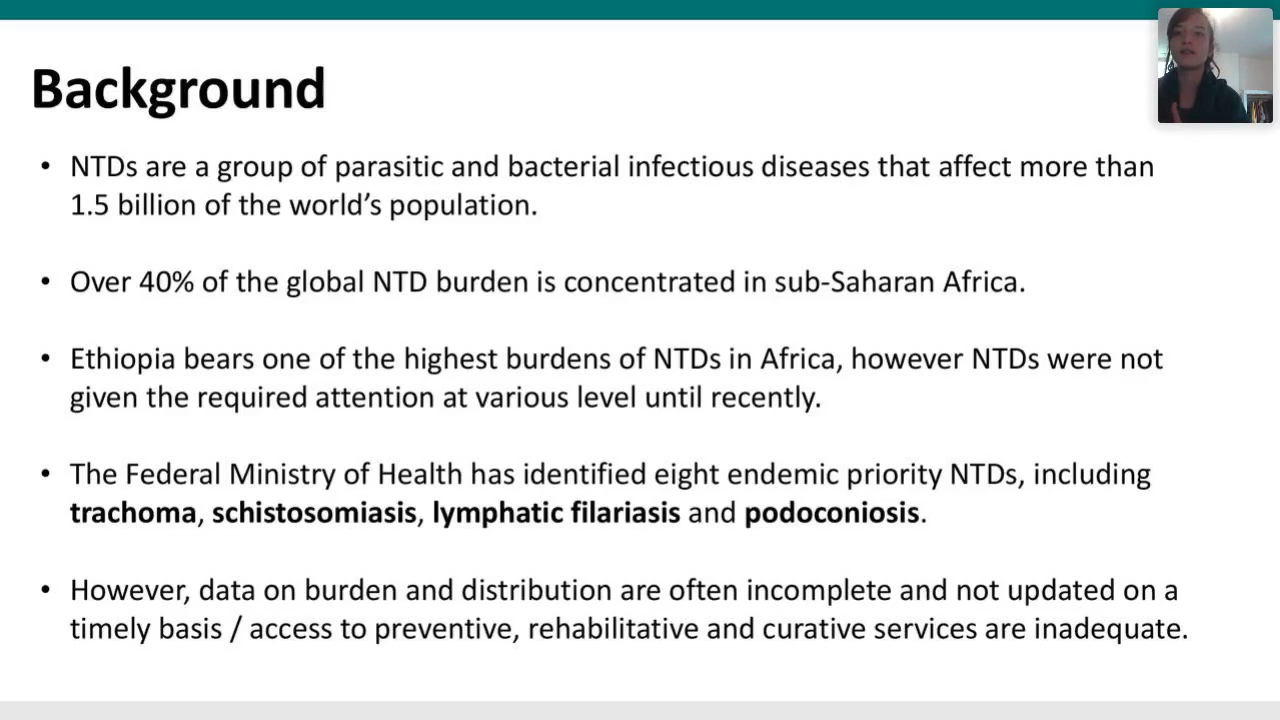 Background
• NTDs are a group of parasitic and bacterial infectious diseases that affect more than
1.5 billion of the world’s population.
• Over 40% of the global NTD burden is concentrated in sub-Saharan Africa.
• Ethiopia bears one of the highest burdens of NTDs in Africa, however NTDs were not
given the required attention at various level until recently.
• The Federal Ministry of Health has identified eight endemic priority NTDs, including
trachoma, schistosomiasis, lymphatic filariasis and podoconiosis.
• However, data on burden and distribution are often incomplete and not updated on a
timely basis / access to preventive, rehabilitative and curative services are inadequate.